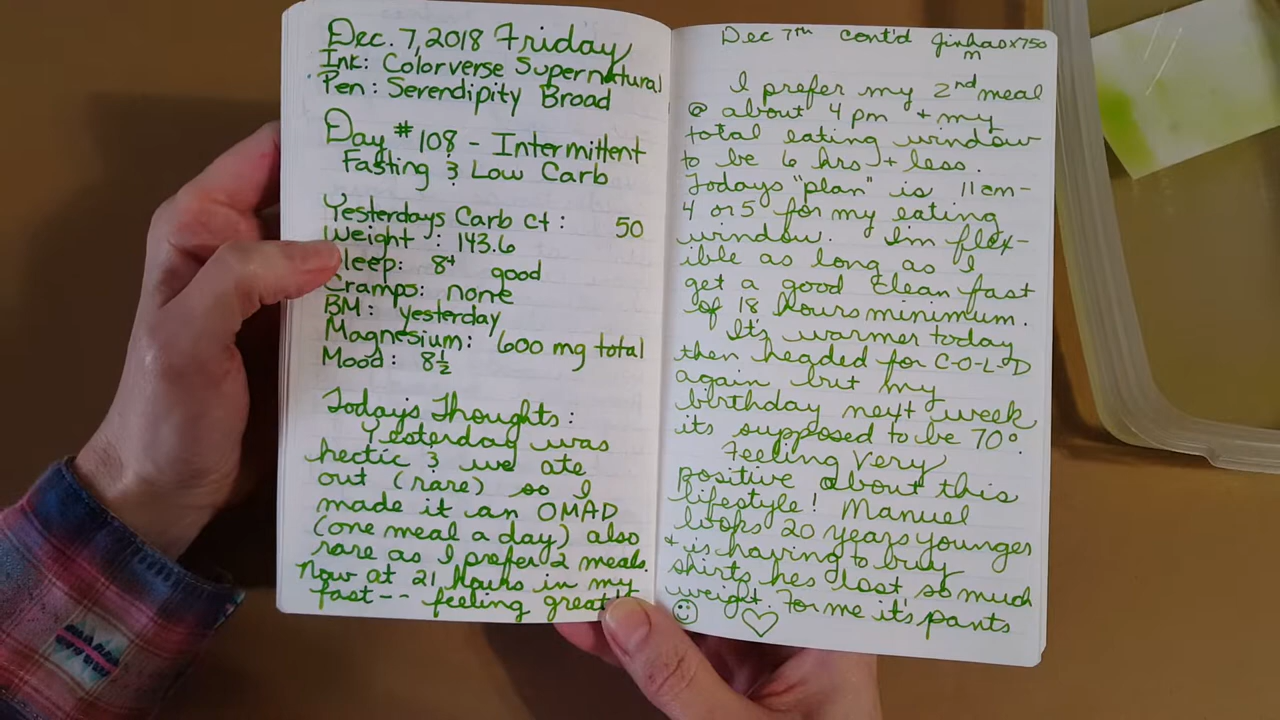 Dec. 7, 2018 Friday
Ink: Colorverse Supernatural
Pen: Serendipity Broad
Day #108 - Intermittent
Fasting & Low Carb
Yesterdays Carb Ct: 50
Weight: 143.6
Sleep: 8+ good
Cramps: none
BM: yesterday
Magnesium: 600 mg total
Mood: 8½
Today's Thoughts:
Yesterday was
hectic & we ate
out (rare) so I
made it an OMAD
(one meal a day) also
rare as I prefer 2 meals.
Now at 21 hours in my
fast-- feeling great!!
Dec 7th cont'd Jinhao x750 m
I prefer my 2nd meal
@ about 4 pm + my
total eating window
to be 6 hrs + less.
Todays "plan" is 11am-
4 or 5 for my eating
window. Im flex-
ible as long as I
get a good clean fast
of 18 hours minimum.
It's warmer today
then headed for C-O-L-D
again but my
birthday next week
its supposed to be 70°
Feeling very
positive about this
lifestyle! Manuel
looks 20 years younger
+ is having to buy
shirts hes lost so much
weight. For me it's pants